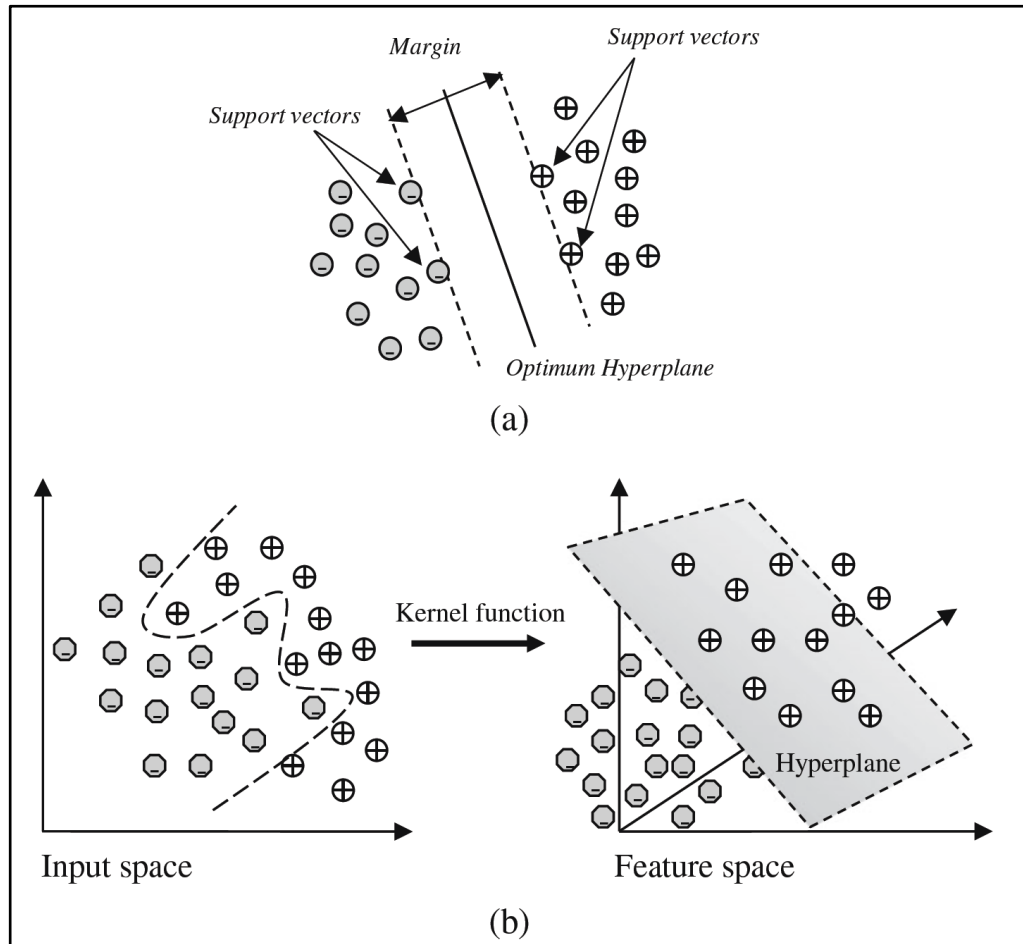 Margin
Support vectors
Support vectors
Optimum Hyperplane
(a)
Kernel function
Hyperplane
Input space
Feature space
(b)